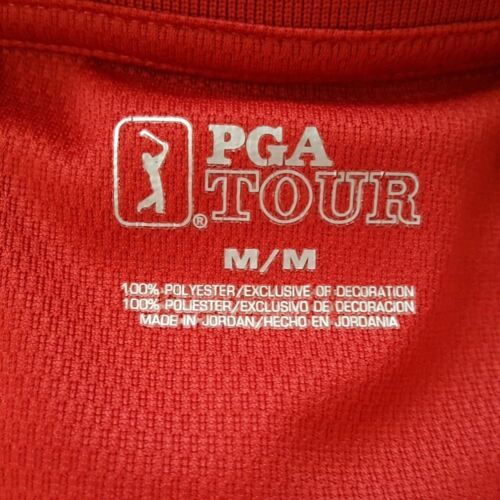 PGA
TOUR
®
M/M
100% POLYESTER/EXCLUSIVE OF DECORATION
100% POLIESTER/EXCLUSIVO DE DECORACION
MADE IN JORDAN/HECHO EN JORDANIA